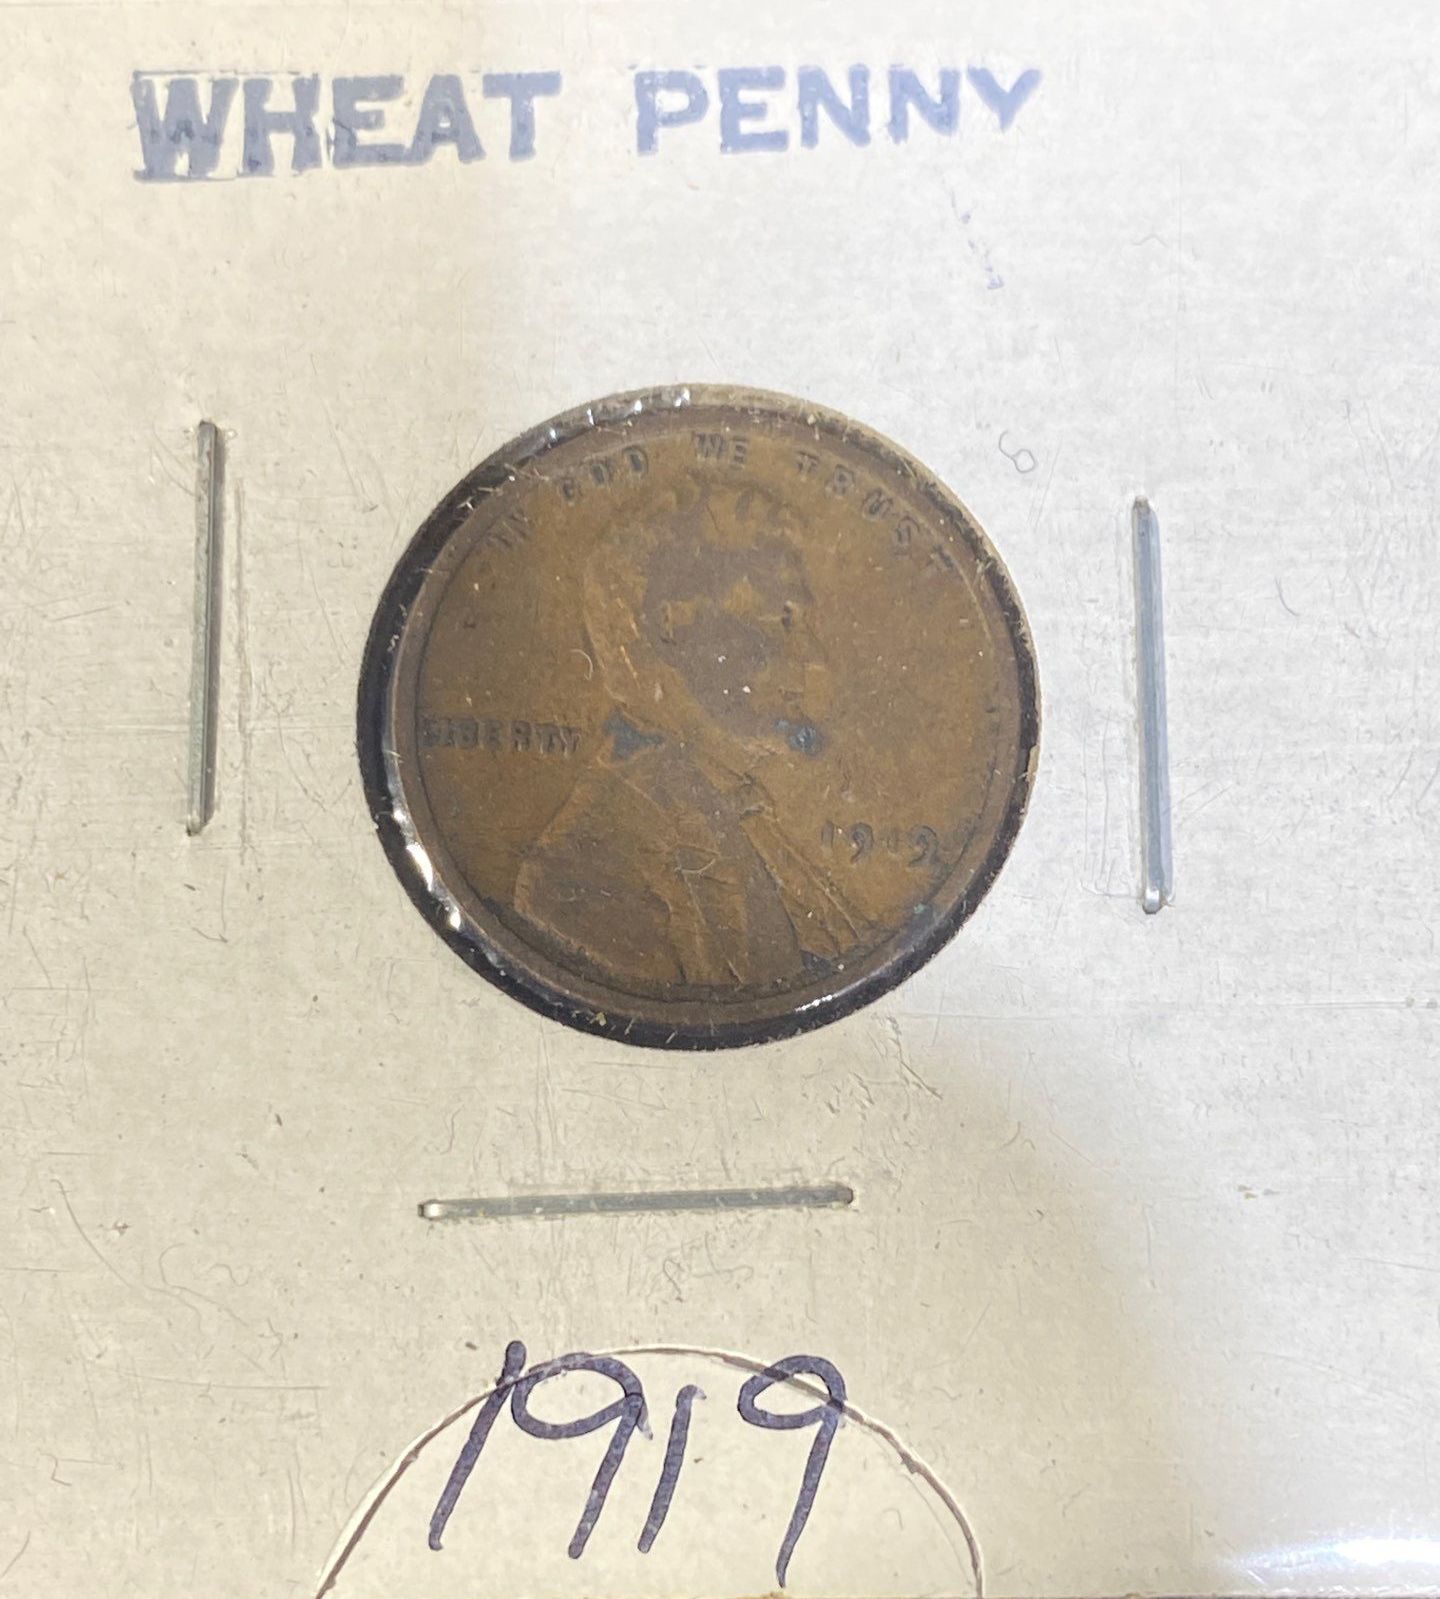 WHEAT PENNY
IN GOD WE TRUST
LIBERTY
1919
1919